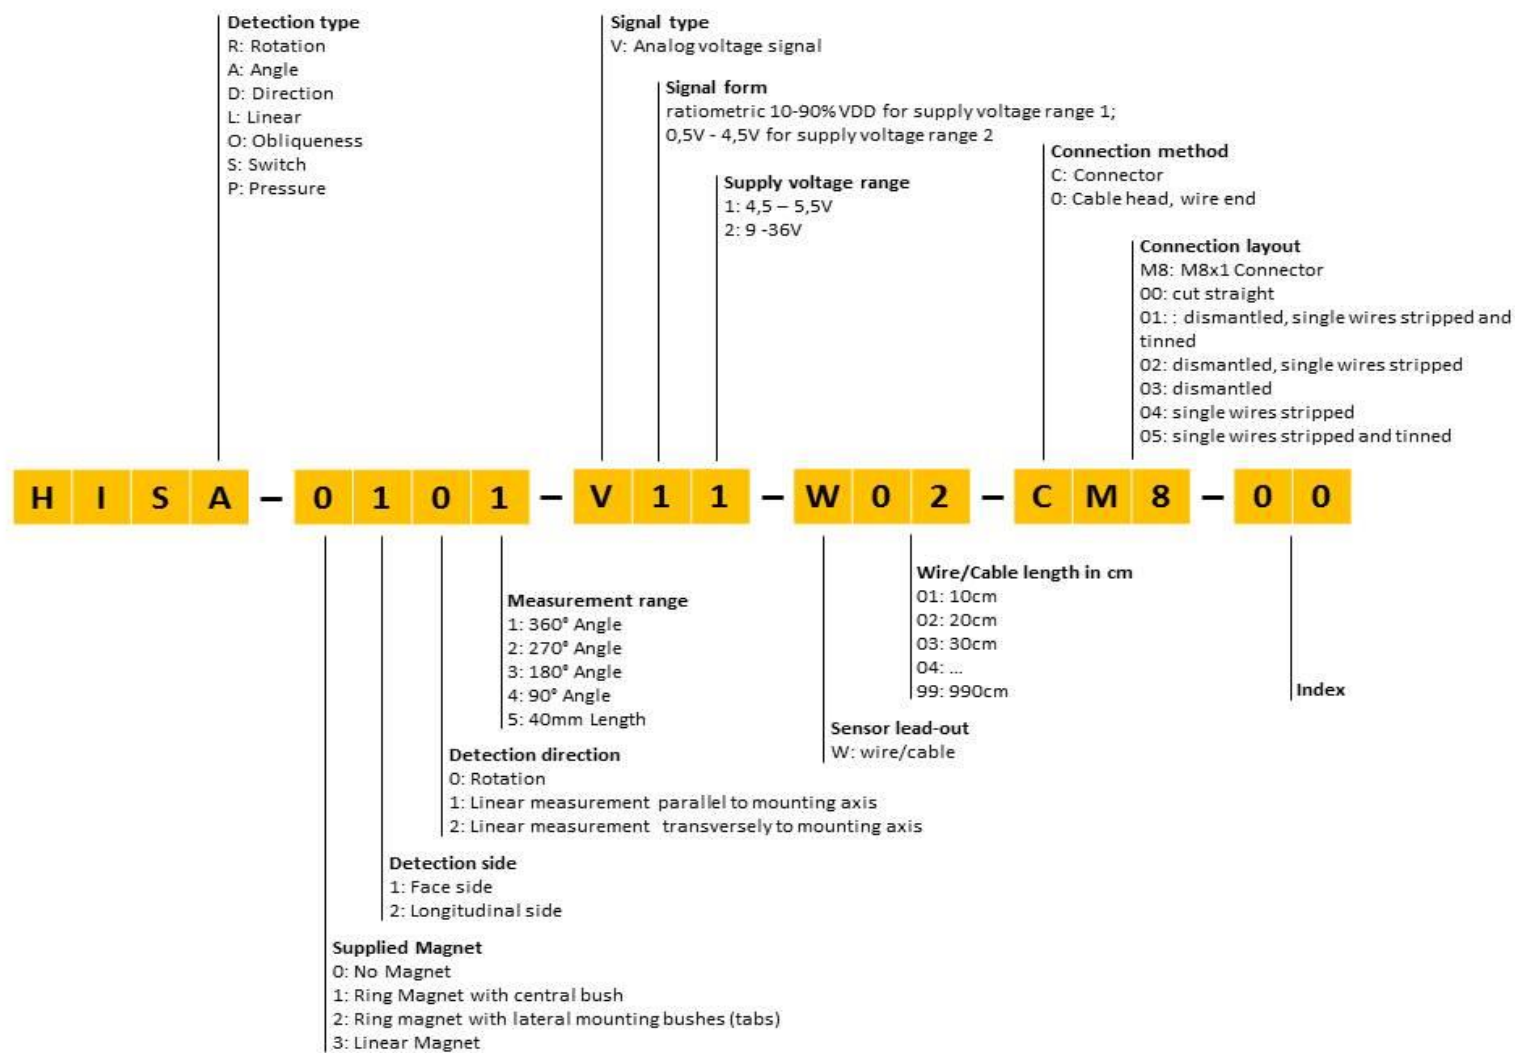 Detection type
R: Rotation
A: Angle
D: Direction
L: Linear
O: Obliqueness
S: Switch
P: Pressure
Signal type
V: Analog voltage signal
Signal form
ratiometric 10-90% VDD for supply voltage range 1;
0,5V - 4,5V for supply voltage range 2
Supply voltage range
1: 4,5 – 5,5V
2: 9 -36V
Connection method
C: Connector
0: Cable head, wire end
Connection layout
M8: M8x1 Connector
00: cut straight
01: : dismantled, single wires stripped and
tinned
02: dismantled, single wires stripped
03: dismantled
04: single wires stripped
05: single wires stripped and tinned
H I S A – 0 1 0 1 – V 1 1 – W 0 2 – C M 8 – 0 0
Measurement range
1: 360° Angle
2: 270° Angle
3: 180° Angle
4: 90° Angle
5: 40mm Length
Detection direction
0: Rotation
1: Linear measurement parallel to mounting axis
2: Linear measurement transversely to mounting axis
Detection side
1: Face side
2: Longitudinal side
Supplied Magnet
0: No Magnet
1: Ring Magnet with central bush
2: Ring magnet with lateral mounting bushes (tabs)
3: Linear Magnet
Wire/Cable length in cm
01: 10cm
02: 20cm
03: 30cm
04: ...
99: 990cm
Sensor lead-out
W: wire/cable
Index